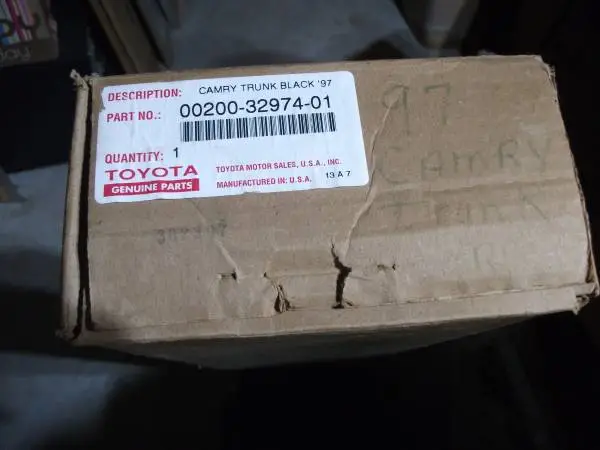 DESCRIPTION: CAMRY TRUNK BLACK '97
PART NO.: 00200-32974-01
QUANTITY: 1
TOYOTA
GENUINE PARTS
TOYOTA MOTOR SALES, U.S.A., INC.
MANUFACTURED IN: U.S.A. 13 A 7
97
CAMRY
Trunk